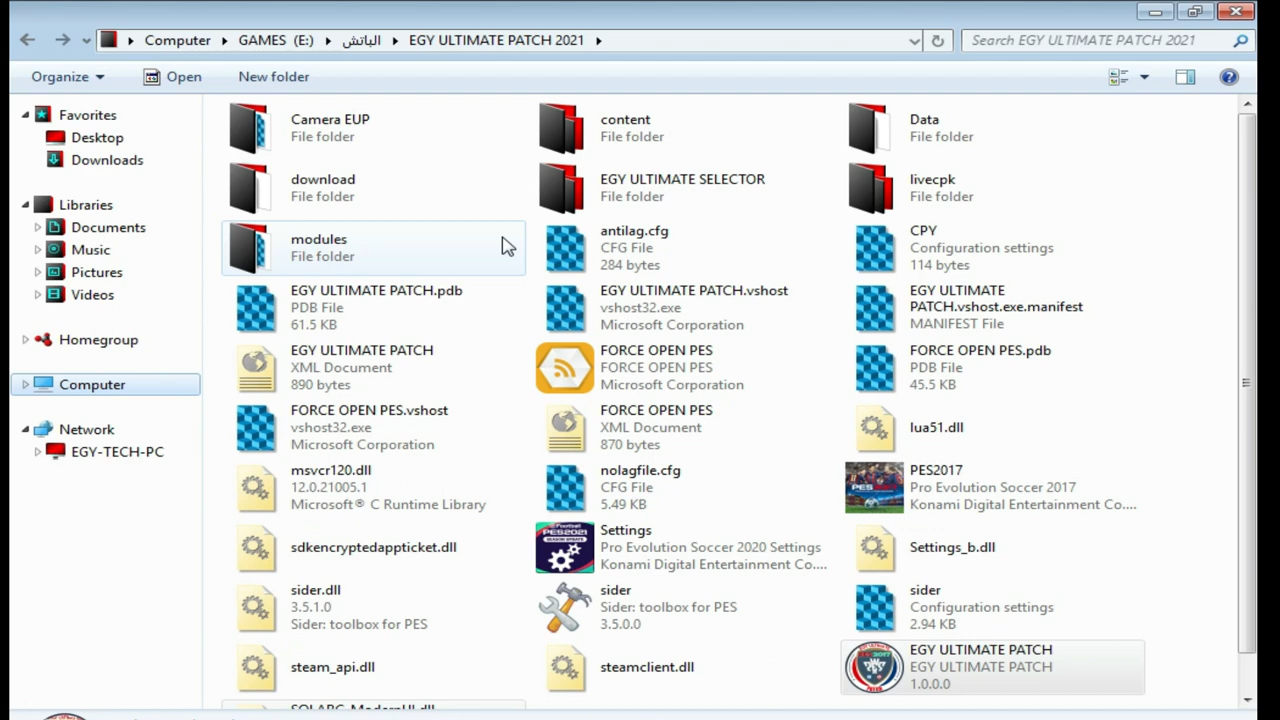 Computer
GAMES (E:)
الباتش
EGY ULTIMATE PATCH 2021
Search EGY ULTIMATE PATCH 2021
Organize
Open
New folder
Favorites
Desktop
Downloads
Libraries
Documents
Music
Pictures
Videos
Homegroup
Computer
Network
EGY-TECH-PC
Camera EUP
File folder
content
File folder
Data
File folder
download
File folder
EGY ULTIMATE SELECTOR
File folder
livecpk
File folder
modules
File folder
antilag.cfg
CFG File
284 bytes
CPY
Configuration settings
114 bytes
EGY ULTIMATE PATCH.pdb
PDB File
61.5 KB
EGY ULTIMATE PATCH.vshost
vshost32.exe
Microsoft Corporation
EGY ULTIMATE
PATCH.vshost.exe.manifest
MANIFEST File
EGY ULTIMATE PATCH
XML Document
890 bytes
FORCE OPEN PES
FORCE OPEN PES
Microsoft Corporation
FORCE OPEN PES.pdb
PDB File
45.5 KB
FORCE OPEN PES.vshost
vshost32.exe
Microsoft Corporation
FORCE OPEN PES
XML Document
870 bytes
lua51.dll
msvcr120.dll
12.0.21005.1
Microsoft® C Runtime Library
nolagfile.cfg
CFG File
5.49 KB
PES2017
Pro Evolution Soccer 2017
Konami Digital Entertainment Co....
sdkencryptedappticket.dll
Settings
Pro Evolution Soccer 2020 Settings
Konami Digital Entertainment Co....
Settings_b.dll
sider.dll
3.5.1.0
Sider: toolbox for PES
sider
Sider: toolbox for PES
3.5.0.0
sider
Configuration settings
2.94 KB
steam_api.dll
steamclient.dll
EGY ULTIMATE PATCH
EGY ULTIMATE PATCH
1.0.0.0